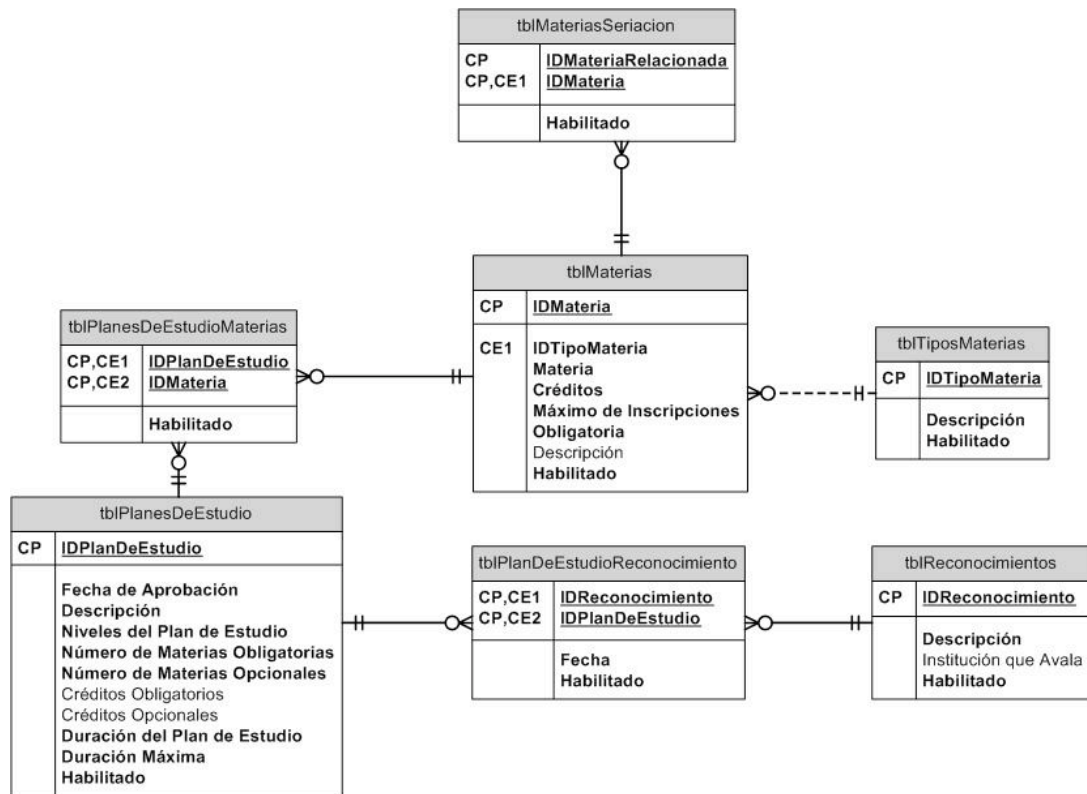 tblMateriasSeriacion
CP IDMateriaRelacionada
CP,CE1 IDMateria
Habilitado
tblMaterias
CP IDMateria
CE1 IDTipoMateria
Materia
Créditos
Máximo de Inscripciones
Obligatoria
Descripción
Habilitado
tblPlanesDeEstudioMaterias
CP,CE1 IDPlanDeEstudio
CP,CE2 IDMateria
Habilitado
tblTiposMaterias
CP IDTipoMateria
Descripción
Habilitado
tblPlanesDeEstudio
CP IDPlanDeEstudio
Fecha de Aprobación
Descripción
Niveles del Plan de Estudio
Número de Materias Obligatorias
Número de Materias Opcionales
Créditos Obligatorios
Créditos Opcionales
Duración del Plan de Estudio
Duración Máxima
Habilitado
tblPlanDeEstudioReconocimiento
CP,CE1 IDReconocimiento
CP,CE2 IDPlanDeEstudio
Fecha
Habilitado
tblReconocimientos
CP IDReconocimiento
Descripción
Institución que Avala
Habilitado